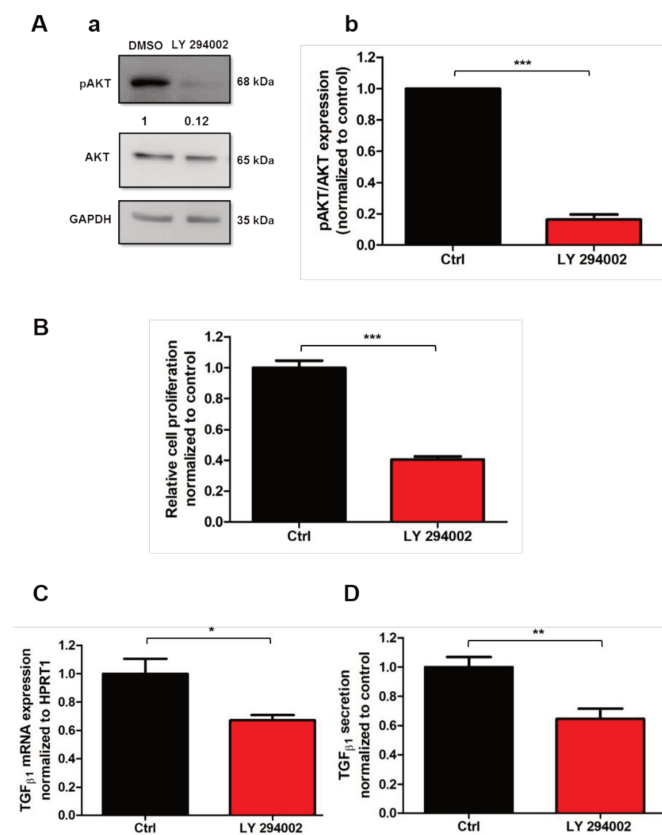 A
a
b
DMSO LY 294002
pAKT
68 kDa
1 0.12
AKT
65 kDa
GAPDH
35 kDa
pAKT/AKT expression
(normalized to control)
1.2
1.0
0.8
0.6
0.4
0.2
0.0
***
Ctrl
LY 294002
B
Relative cell proliferation
normalized to control
1.2
1.0
0.8
0.6
0.4
0.2
0.0
***
Ctrl
LY 294002
C
TGFβ1 mRNA expression
normalized to HPRT1
1.2
1.0
0.8
0.6
0.4
0.2
0.0
*
Ctrl
LY 294002
D
TGFβ1 secretion
normalized to control
1.2
1.0
0.8
0.6
0.4
0.2
0.0
**
Ctrl
LY 294002